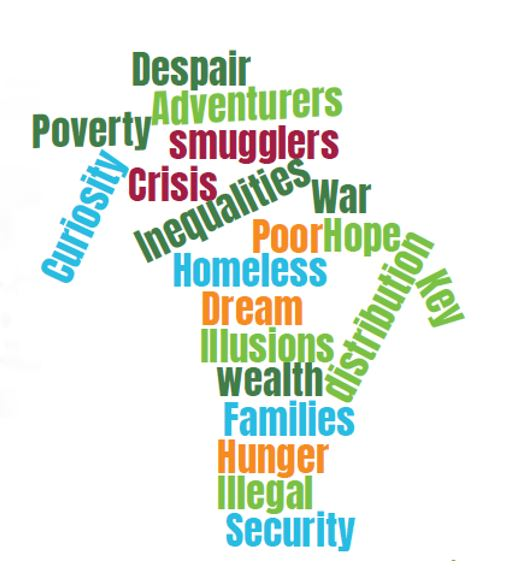 Despair
Adventurers
Poverty
smugglers
Curiosity
Crisis
Inequalities
War
Poor
Hope
Homeless
distribution
Key
Dream
Illusions
wealth
Families
Hunger
Illegal
Security